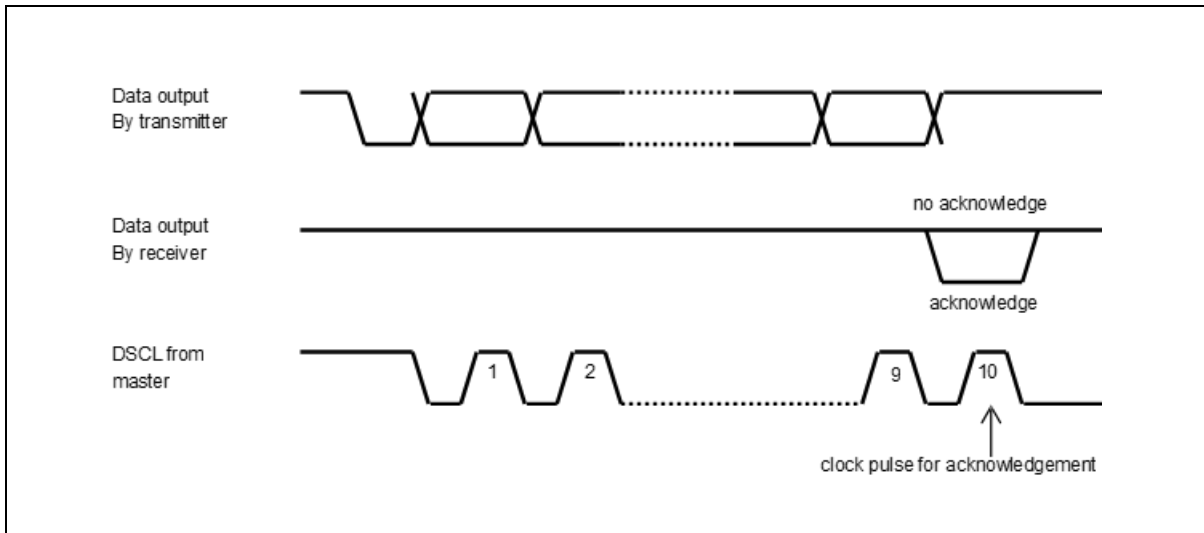 Data output
By transmitter
no acknowledge
Data output
By receiver
acknowledge
DSCL from
master
1
2
9
10
clock pulse for acknowledgement